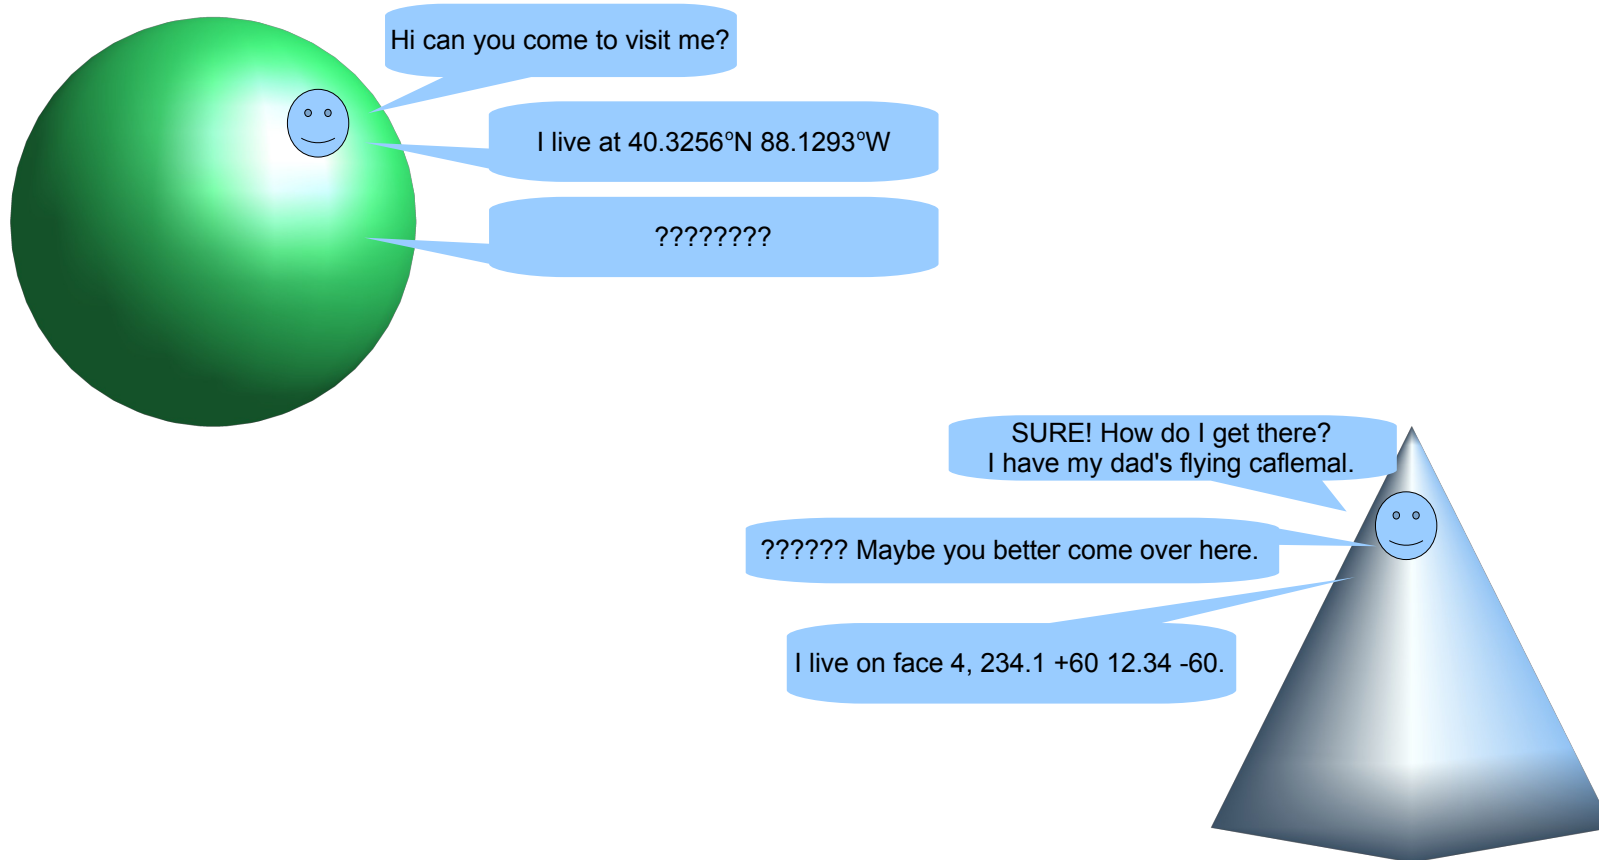 Hi can you come to visit me?
I live at 40.3256°N 88.1293°W
????????
SURE! How do I get there?
I have my dad's flying caflemal.
?????? Maybe you better come over here.
I live on face 4, 234.1 +60 12.34 -60.